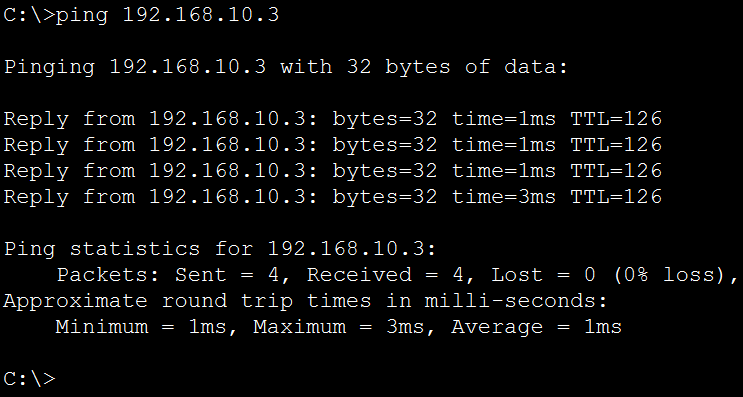 C:\>ping 192.168.10.3
Pinging 192.168.10.3 with 32 bytes of data:
Reply from 192.168.10.3: bytes=32 time=1ms TTL=126
Reply from 192.168.10.3: bytes=32 time=1ms TTL=126
Reply from 192.168.10.3: bytes=32 time=1ms TTL=126
Reply from 192.168.10.3: bytes=32 time=3ms TTL=126
Ping statistics for 192.168.10.3:
    Packets: Sent = 4, Received = 4, Lost = 0 (0% loss),
Approximate round trip times in milli-seconds:
    Minimum = 1ms, Maximum = 3ms, Average = 1ms
C:\>